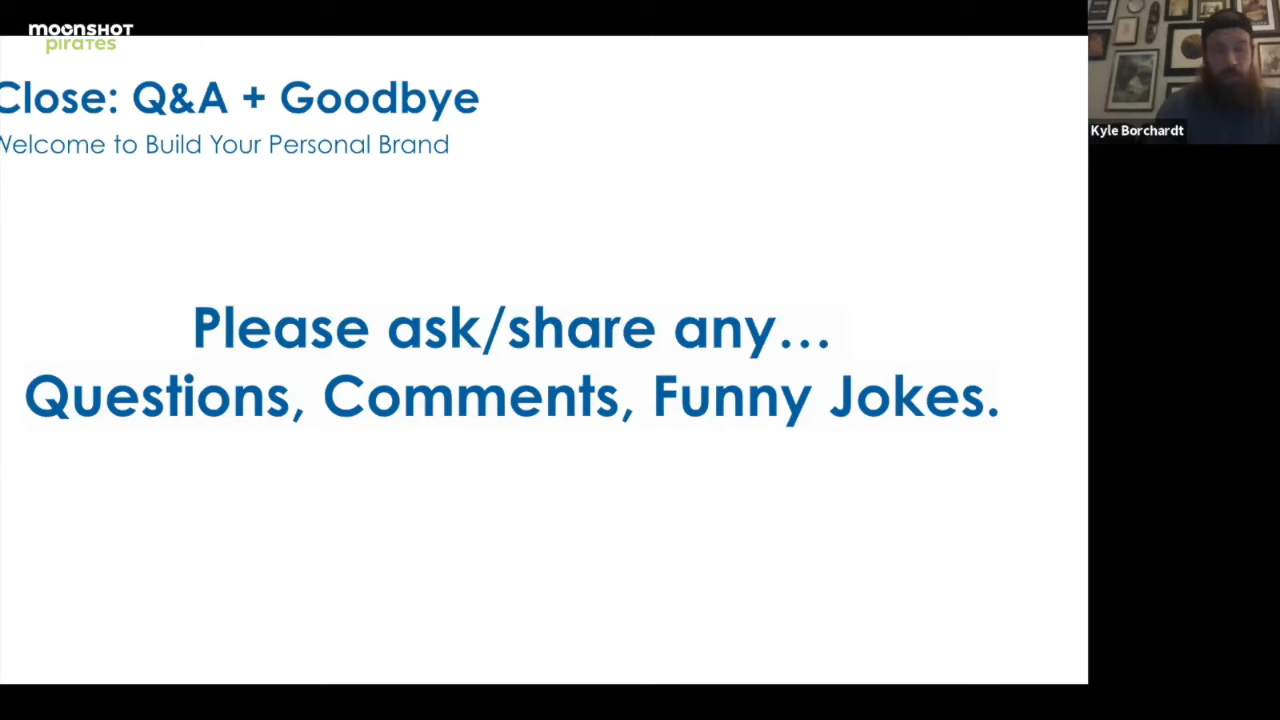 MOONSHOT
PIRATES
Close: Q&A + Goodbye
Welcome to Build Your Personal Brand
Please ask/share any…
Questions, Comments, Funny Jokes.
Kyle Borchardt